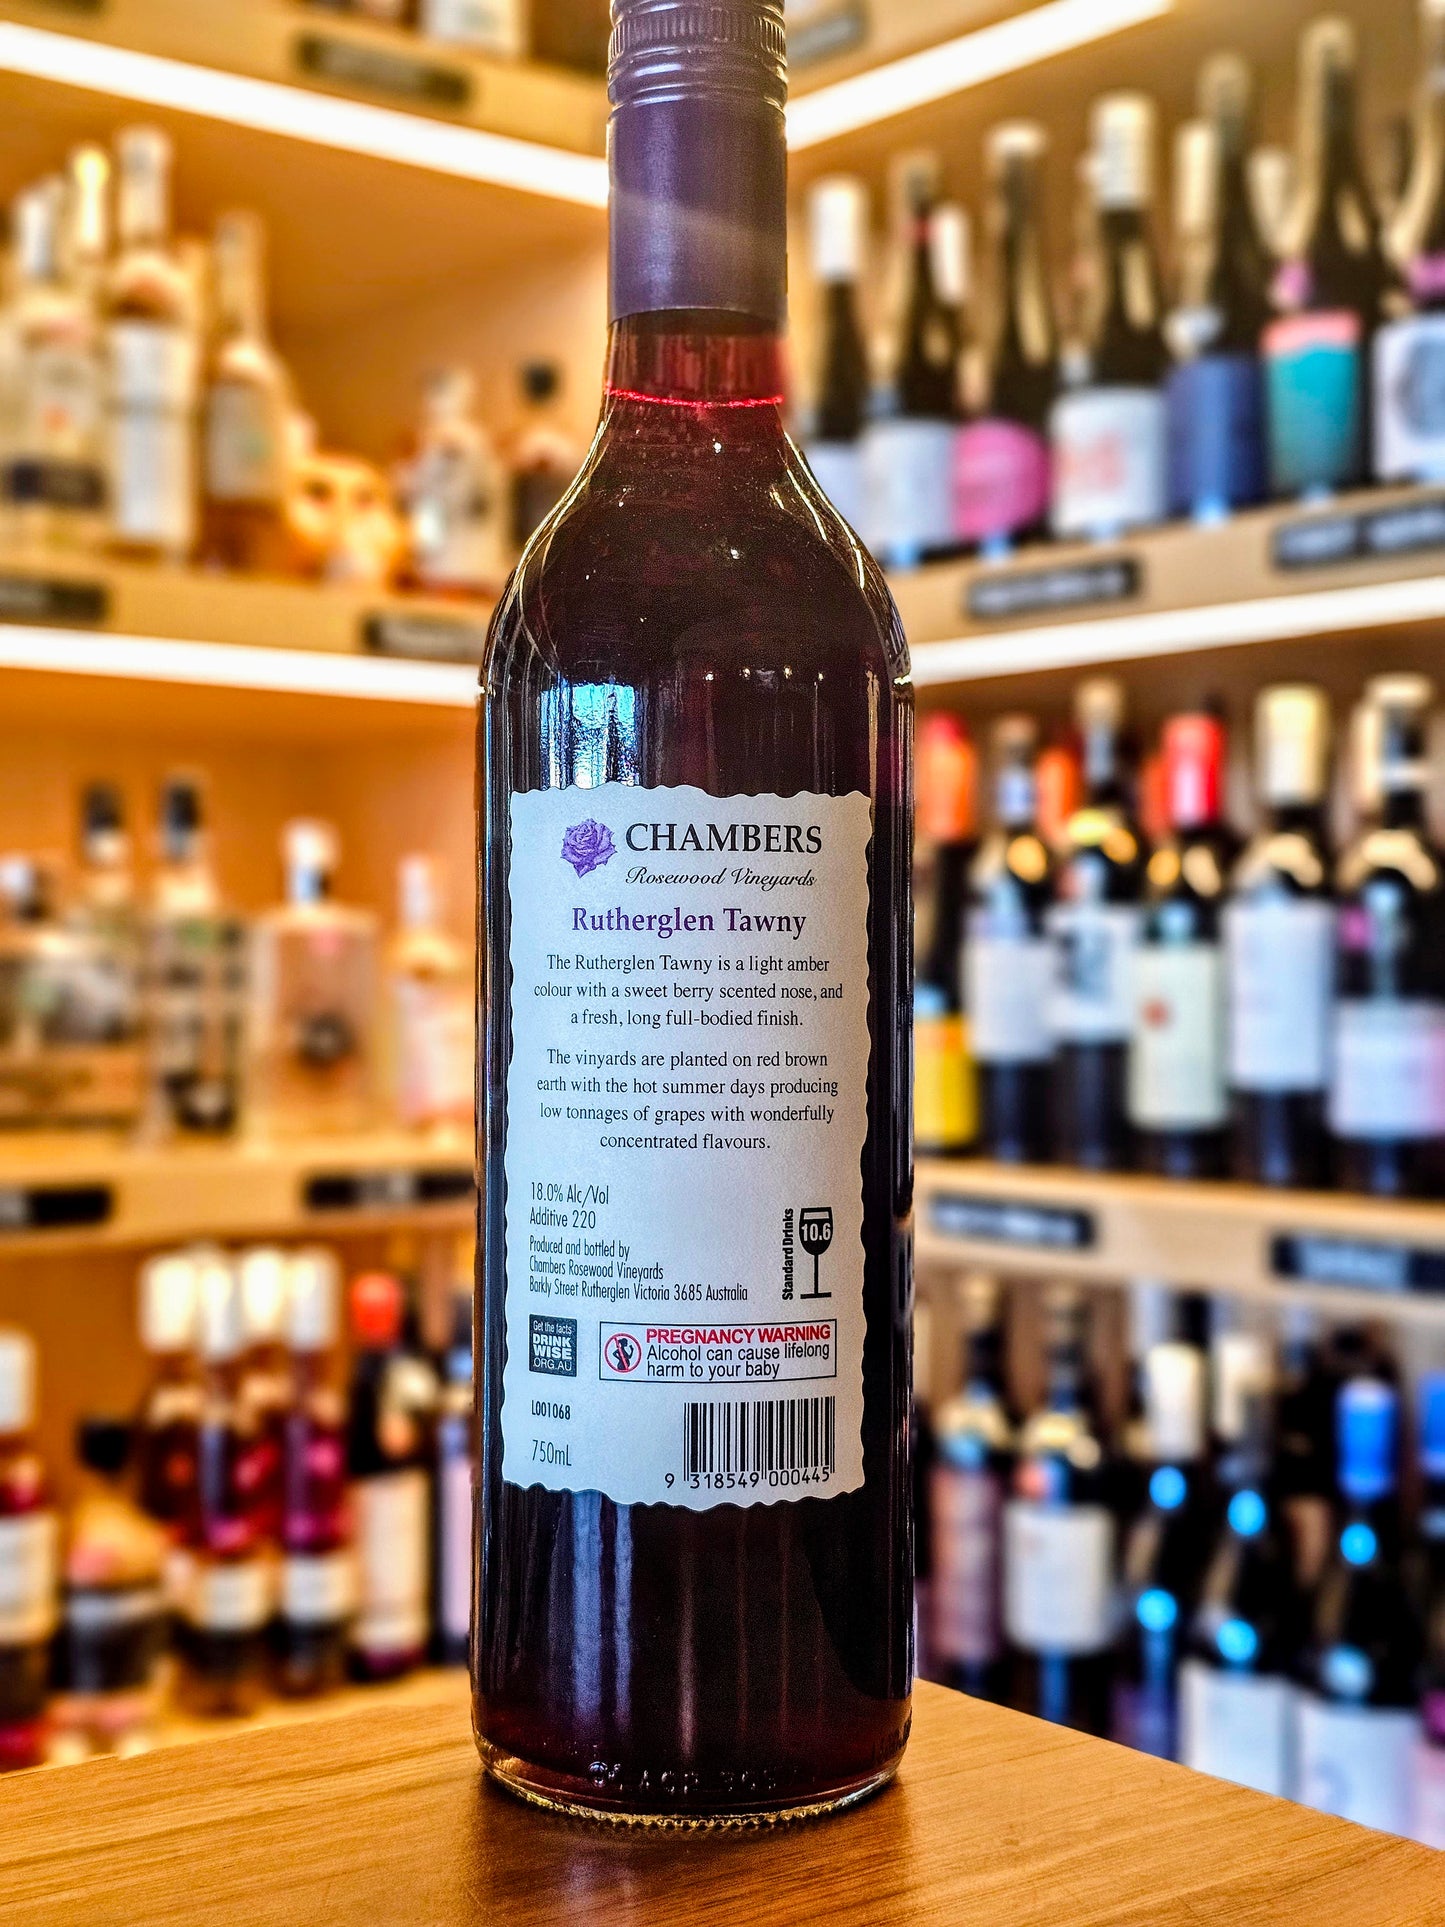 CHAMBERS
Rosewood Vineyards
Rutherglen Tawny
The Rutherglen Tawny is a light amber
colour with a sweet berry scented nose, and
a fresh, long full-bodied finish.
The vinyards are planted on red brown
earth with the hot summer days producing
low tonnages of grapes with wonderfully
concentrated flavours.
18.0% Alc/Vol
Additive 220
Produced and bottled by
Chambers Rosewood Vineyards
Barkly Street Rutherglen Victoria 3685 Australia
Standard Drinks
10.6
Get the facts
DRINK
WISE
.ORG.AU
PREGNANCY WARNING
Alcohol can cause lifelong
harm to your baby
L001068
750mL
9 318549 000445